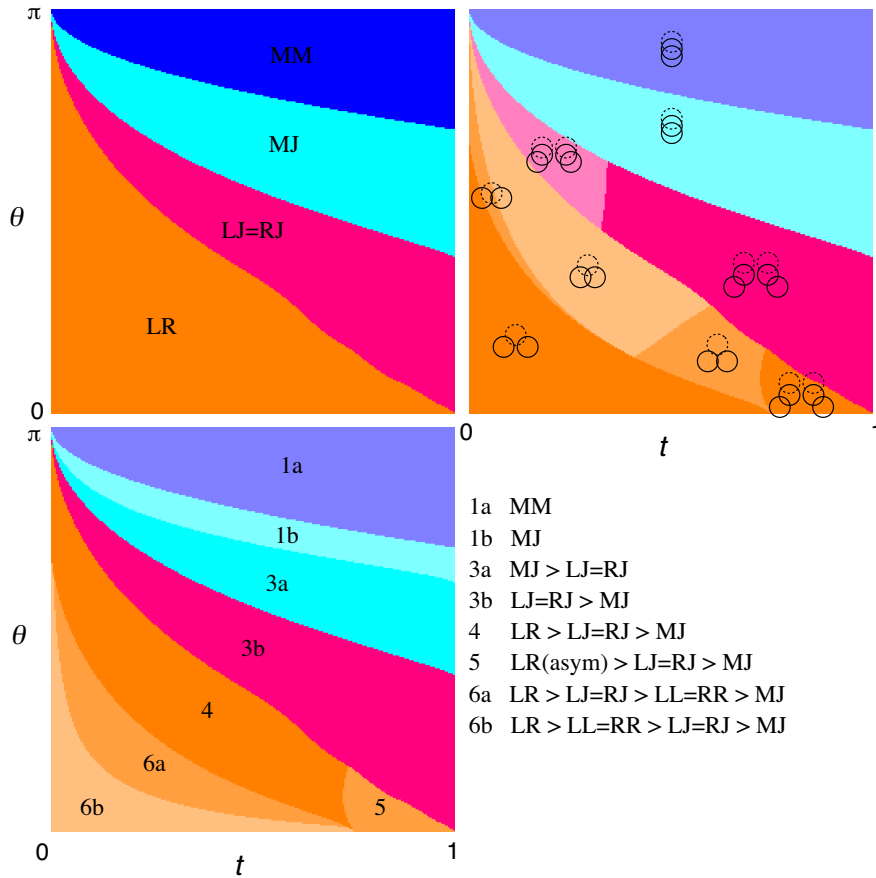 π
MM
MJ
θ
LJ=RJ
LR
0
0
t
1
π
1a
1b
3a
θ
3b
4
6a
6b
5
0
t
1
1a MM
1b MJ
3a MJ > LJ=RJ
3b LJ=RJ > MJ
4 LR > LJ=RJ > MJ
5 LR(asym) > LJ=RJ > MJ
6a LR > LJ=RJ > LL=RR > MJ
6b LR > LL=RR > LJ=RJ > MJ